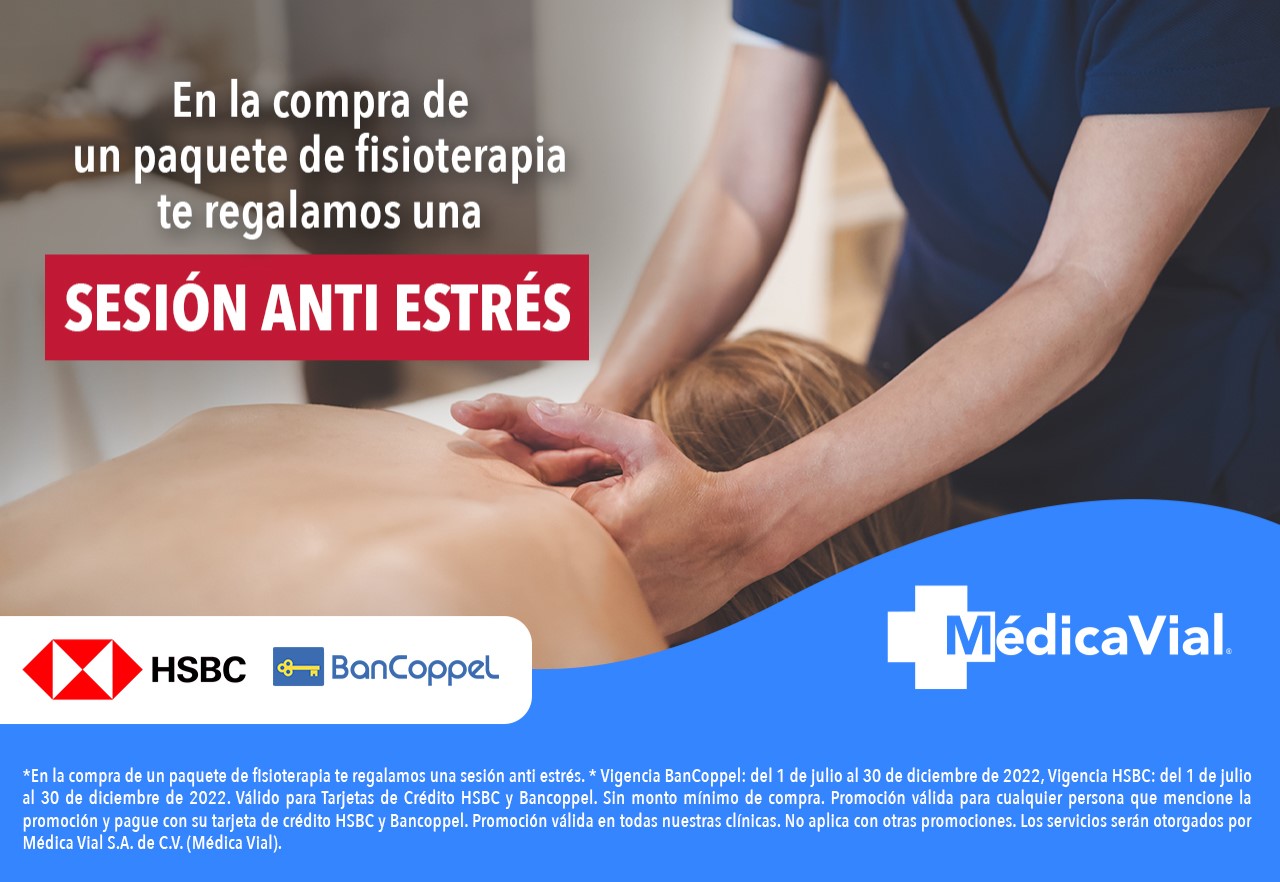 En la compra de
un paquete de fisioterapia
te regalamos una
SESIÓN ANTI ESTRÉS
HSBC
BanCoppel
MédicaVial®
*En la compra de un paquete de fisioterapia te regalamos una sesión anti estrés. * Vigencia BanCoppel: del 1 de julio al 30 de diciembre de 2022, Vigencia HSBC: del 1 de julio
al 30 de diciembre de 2022. Válido para Tarjetas de Crédito HSBC y Bancoppel. Sin monto mínimo de compra. Promoción válida para cualquier persona que mencione la
promoción y pague con su tarjeta de crédito HSBC y Bancoppel. Promoción válida en todas nuestras clínicas. No aplica con otras promociones. Los servicios serán otorgados por
Médica Vial S.A. de C.V. (Médica Vial).